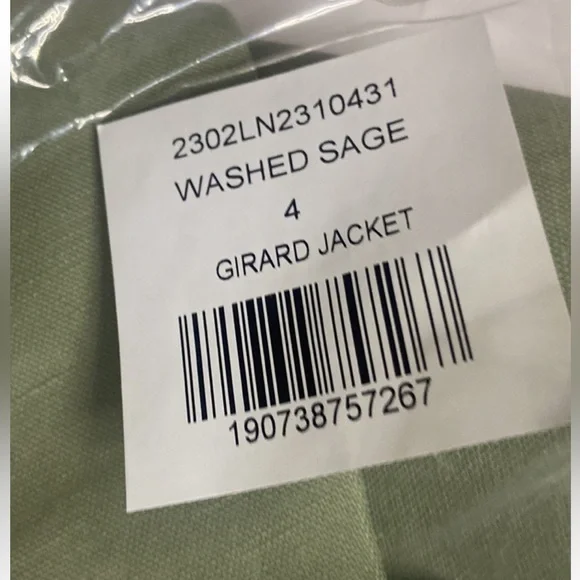 2302LN2310431
WASHED SAGE
4
GIRARD JACKET
190738757267